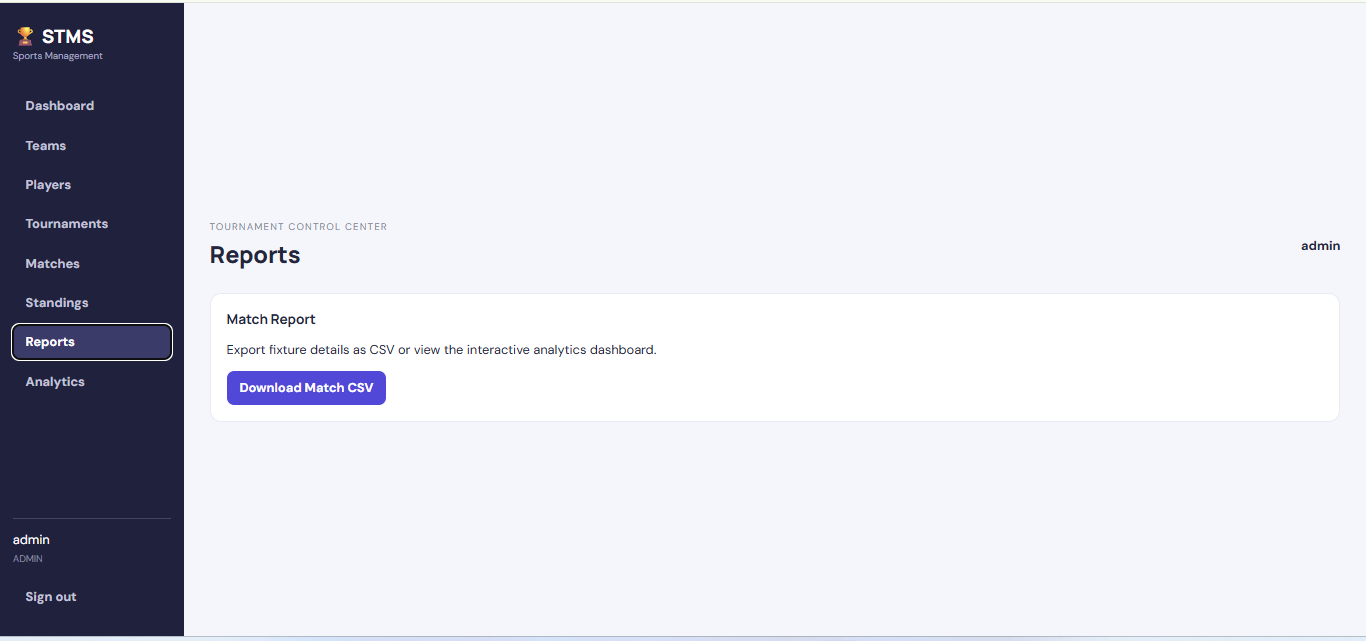 STMS
Sports Management
Dashboard
Teams
Players
Tournaments
Matches
Standings
Reports
Analytics
admin
ADMIN
Sign out
TOURNAMENT CONTROL CENTER
Reports
admin
Match Report
Export fixture details as CSV or view the interactive analytics dashboard.
Download Match CSV